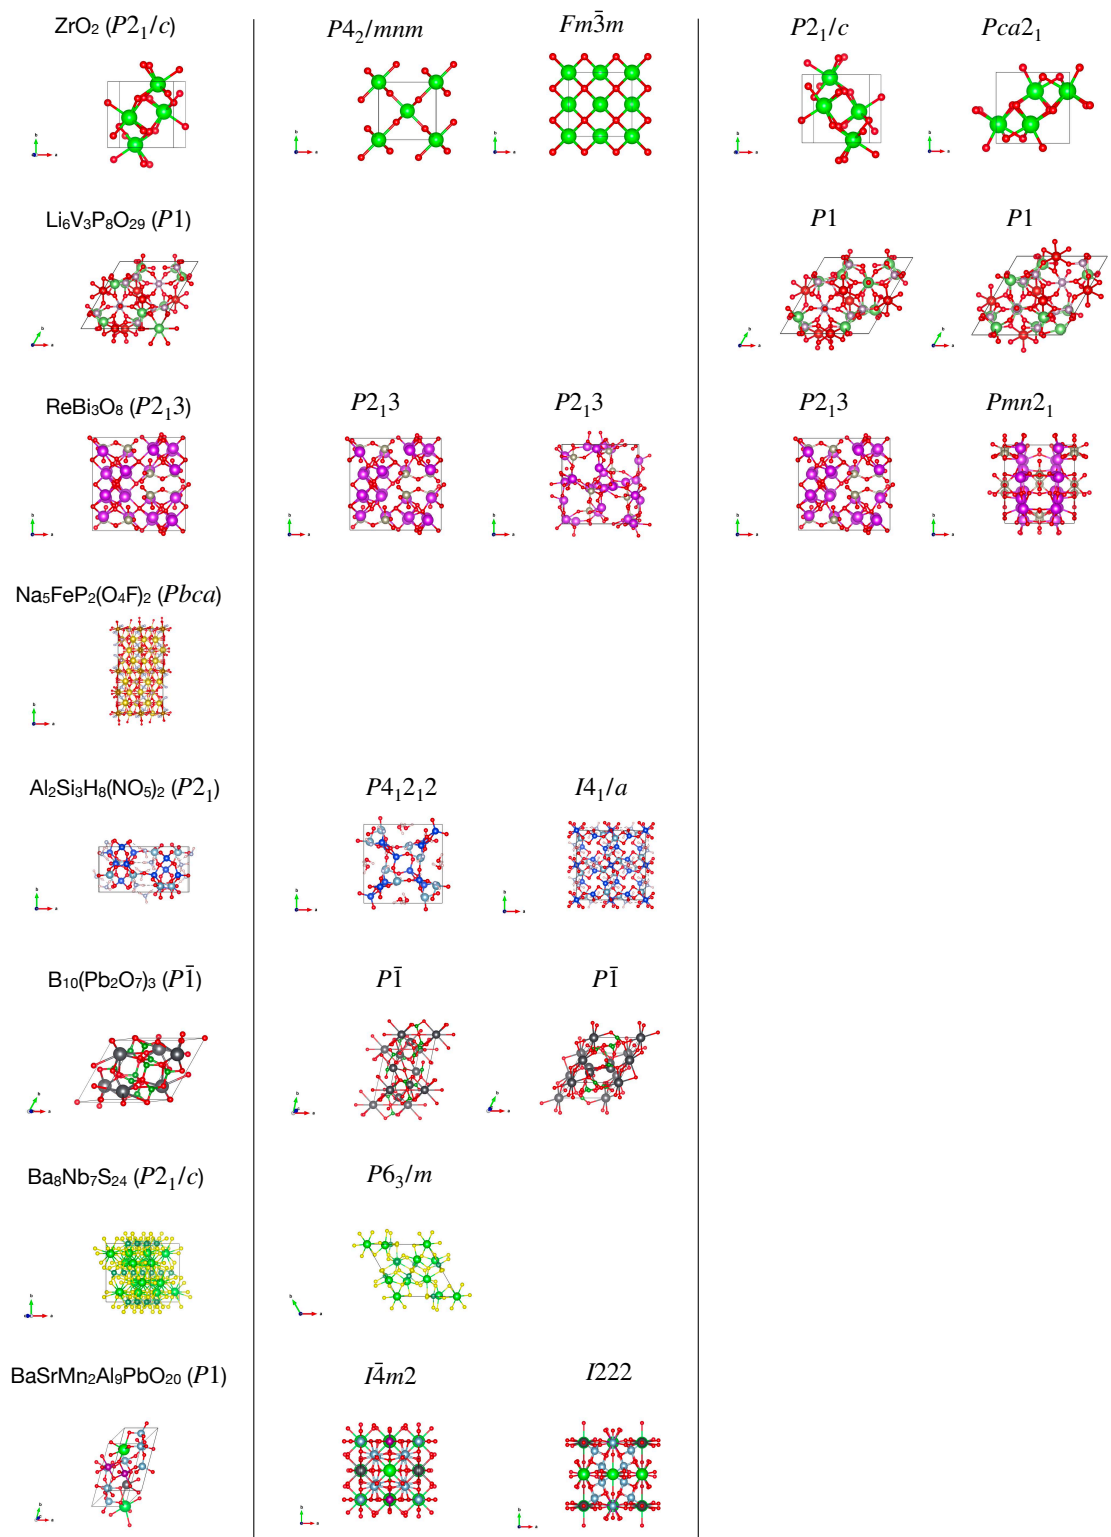 ZrO₂ (P2₁/c) P4₂/mnm Fm3̅m P2₁/c Pca2₁
Li₆V₃P₈O₂₉ (P1) P1 P1
ReBi₃O₈ (P2₁3) P2₁3 P2₁3 P2₁3 Pmn2₁
Na₅FeP₂(O₄F)₂ (Pbca)
Al₂Si₃H₈(NO₅)₂ (P2₁) P4₁2₁2 I4₁/a
B₁₀(Pb₂O₇)₃ (P1̅) P1̅ P1̅
Ba₈Nb₇S₂₄ (P2₁/c) P6₃/m
BaSrMn₂Al₉PbO₂₀ (P1) I4̅m2 I222